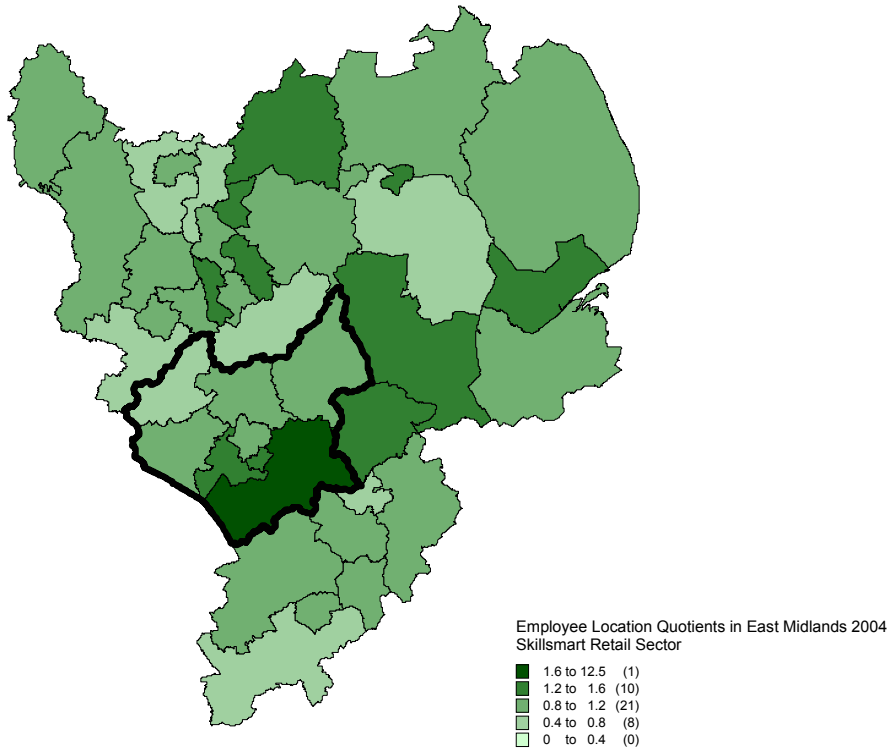 Employee Location Quotients in East Midlands 2004
Skillsmart Retail Sector
1.6 to 12.5 (1)
1.2 to 1.6 (10)
0.8 to 1.2 (21)
0.4 to 0.8 (8)
0 to 0.4 (0)